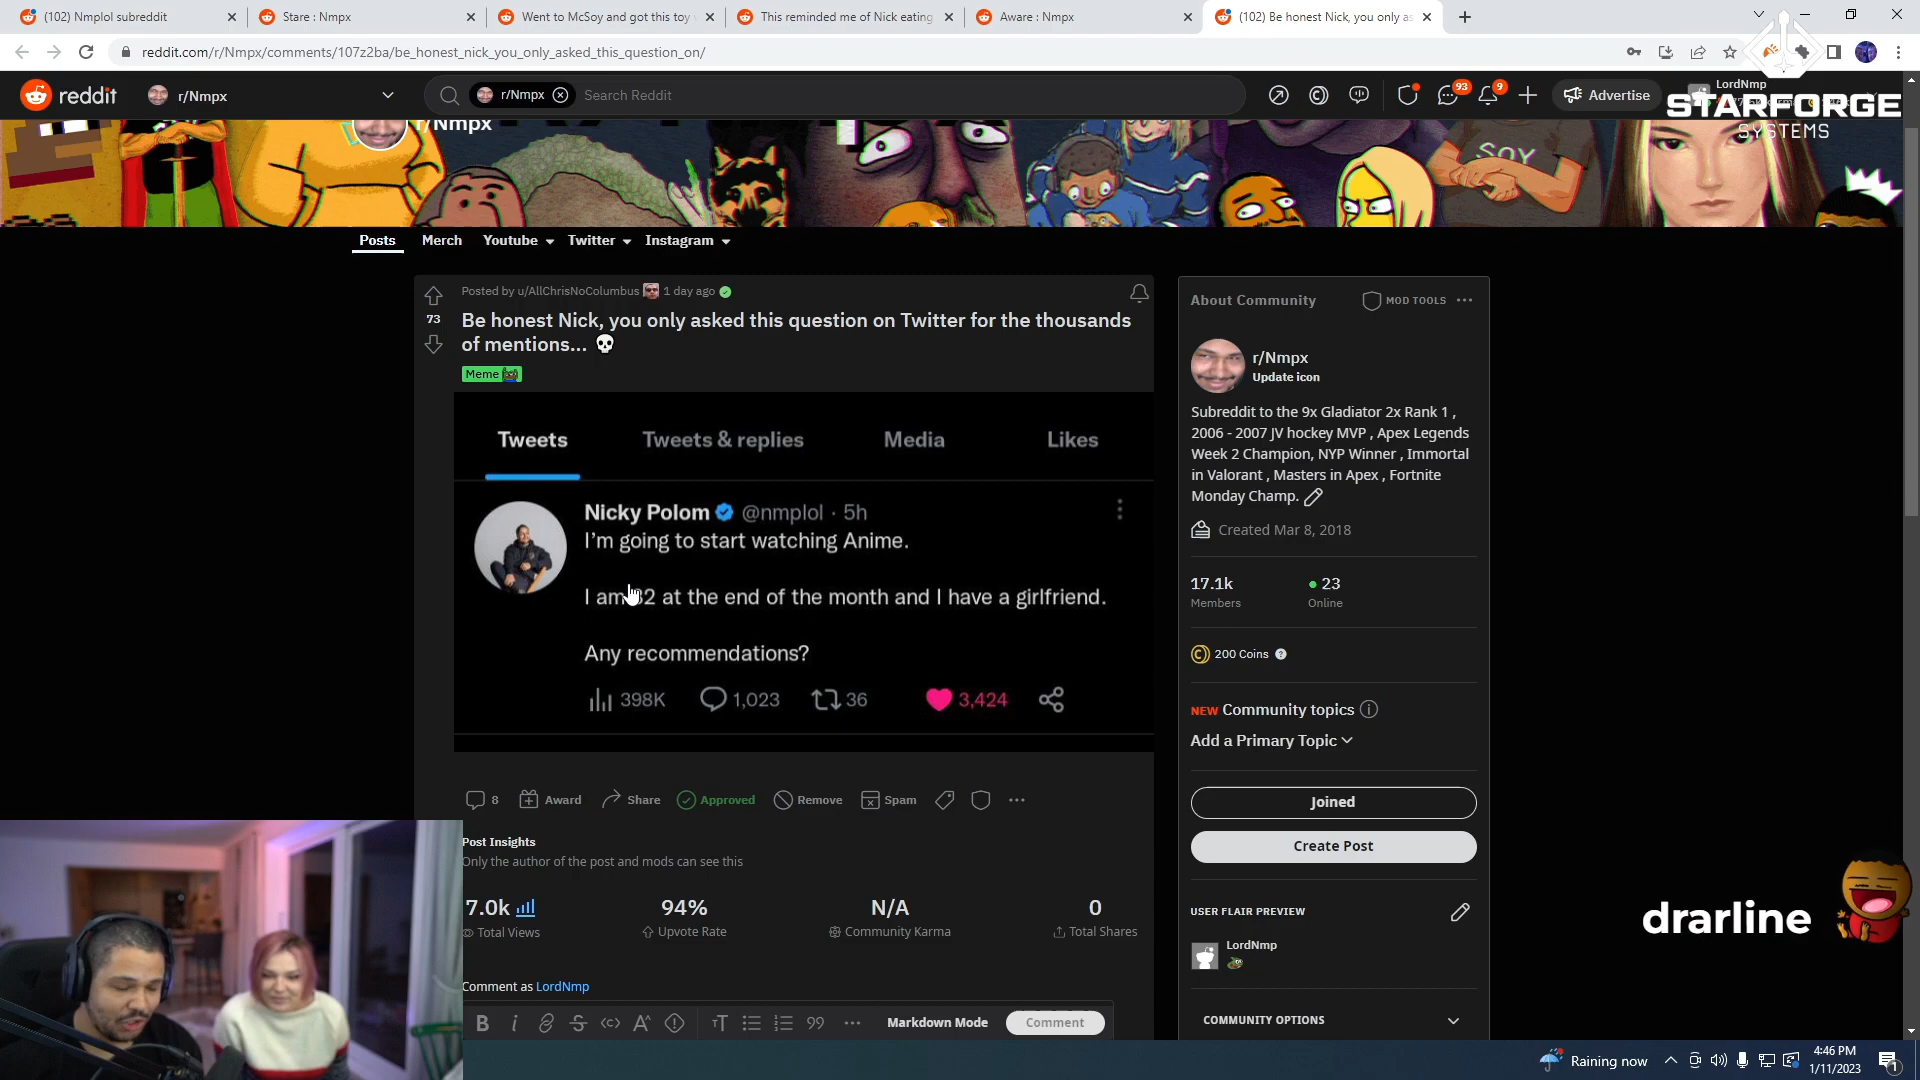 (102) Nmplol subreddit
Stare : Nmpx
Went to McSoy and got this toy
This reminded me of Nick eating
Aware : Nmpx
(102) Be honest Nick, you only as
reddit.com/r/Nmpx/comments/107z2ba/be_honest_nick_you_only_asked_this_question_on/
reddit
r/Nmpx
r/Nmpx
Search Reddit
93
9
Advertise
LordNmp
STARFORGE
SYSTEMS
r/Nmpx
SOY
Posts
Merch
Youtube
Twitter
Instagram
Posted by u/AllChrisNoColumbus 1 day ago
73
Be honest Nick, you only asked this question on Twitter for the thousands
of mentions... 💀
Meme
Tweets
Tweets & replies
Media
Likes
Nicky Polom @nmplol · 5h
I'm going to start watching Anime.
I am 2 at the end of the month and I have a girlfriend.
Any recommendations?
398K
1,023
36
3,424
8
Award
Share
Approved
Remove
Spam
Post Insights
Only the author of the post and mods can see this
7.0k
94%
N/A
0
Total Views
Upvote Rate
Community Karma
Total Shares
Comment as LordNmp
Markdown Mode
Comment
About Community
MOD TOOLS
r/Nmpx
Update icon
Subreddit to the 9x Gladiator 2x Rank 1 ,
2006 - 2007 JV hockey MVP , Apex Legends
Week 2 Champion, NYP Winner , Immortal
in Valorant , Masters in Apex , Fortnite
Monday Champ.
Created Mar 8, 2018
17.1k
23
Members
Online
200 Coins
NEW Community topics
Add a Primary Topic
Joined
Create Post
USER FLAIR PREVIEW
LordNmp
COMMUNITY OPTIONS
drarline
Raining now
4:46 PM
1/11/2023
1